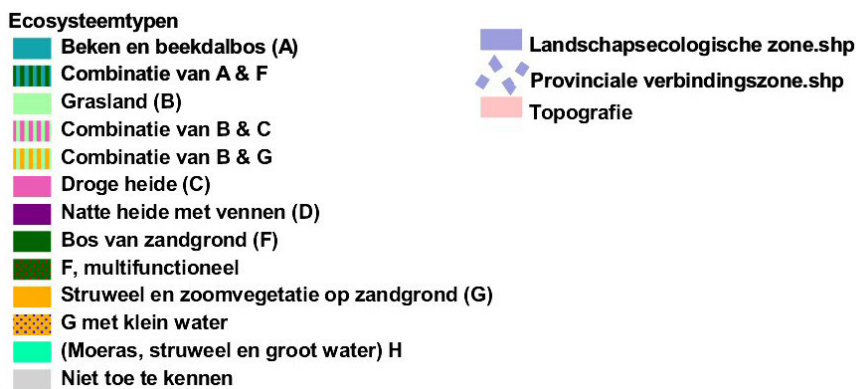 Ecosysteemtypen
Beken en beekdalbos (A)
Combinatie van A & F
Grasland (B)
Combinatie van B & C
Combinatie van B & G
Droge heide (C)
Natte heide met vennen (D)
Bos van zandgrond (F)
F, multifunctioneel
Struweel en zoomvegetatie op zandgrond (G)
G met klein water
(Moeras, struweel en groot water) H
Niet toe te kennen
Landschapsecologische zone.shp
Provinciale verbindingszone.shp
Topografie